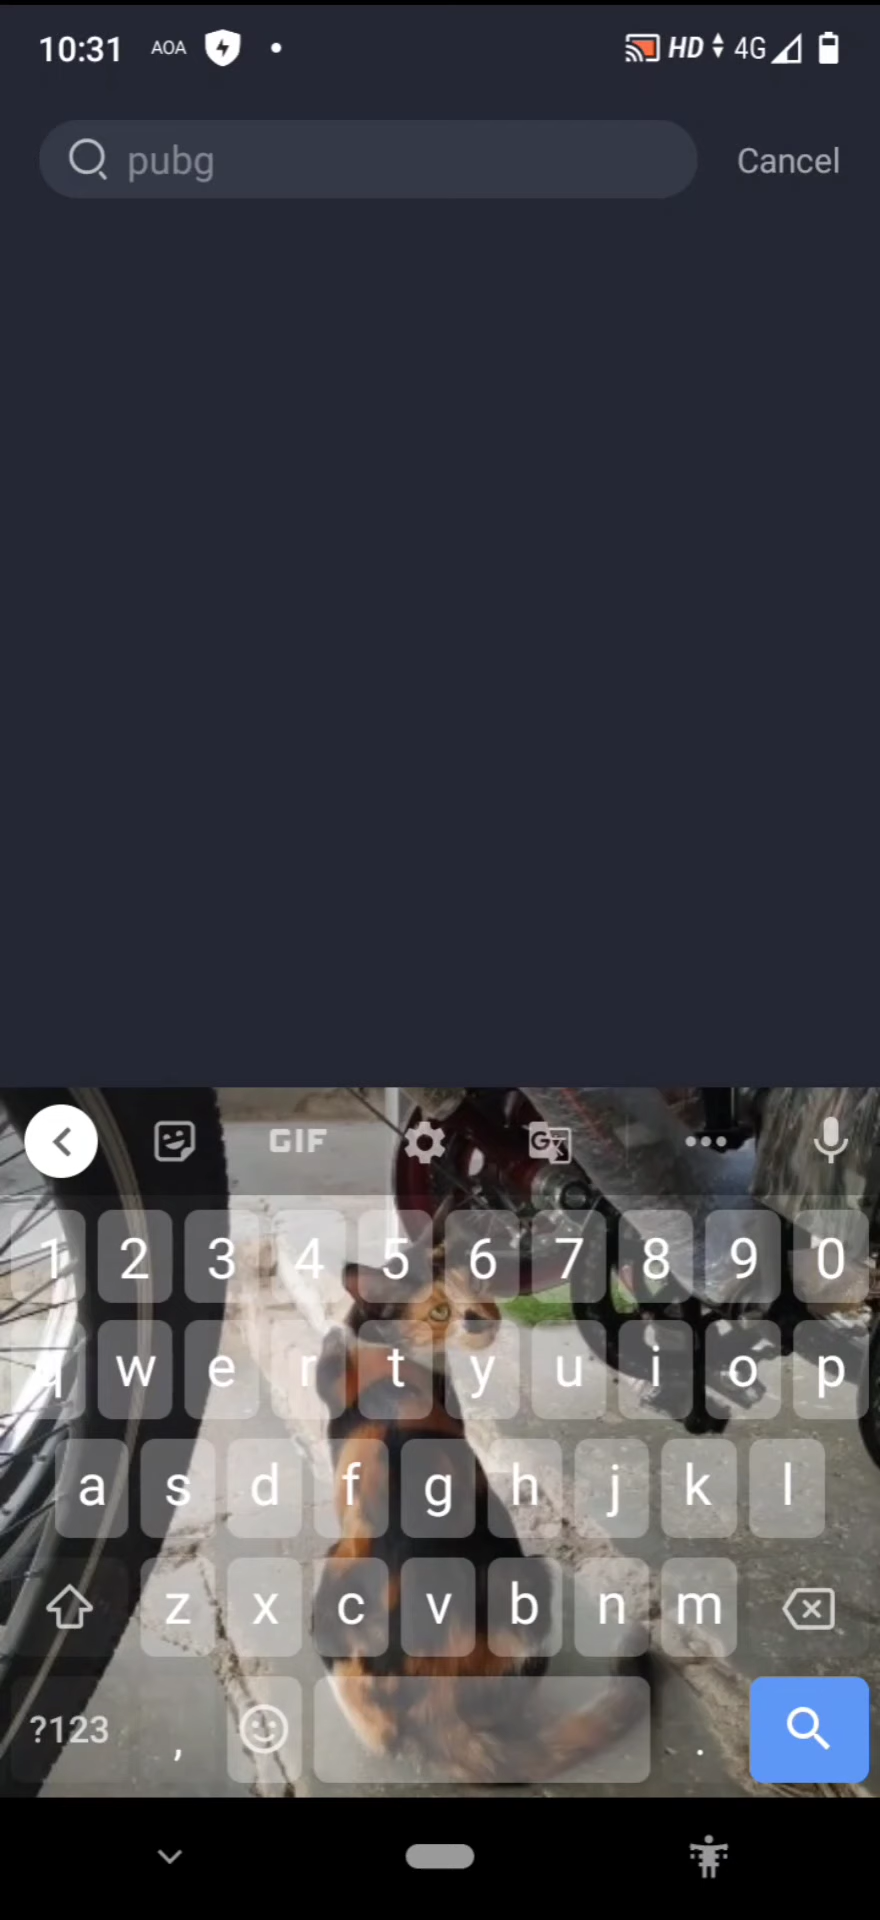 10:31 AOA HD 4G
pubg Cancel
GIF G
1 2 3 4 5 6 7 8 9 0
q w e r t y u i o p
a s d f g h j k l
z x c v b n m
?123 , .